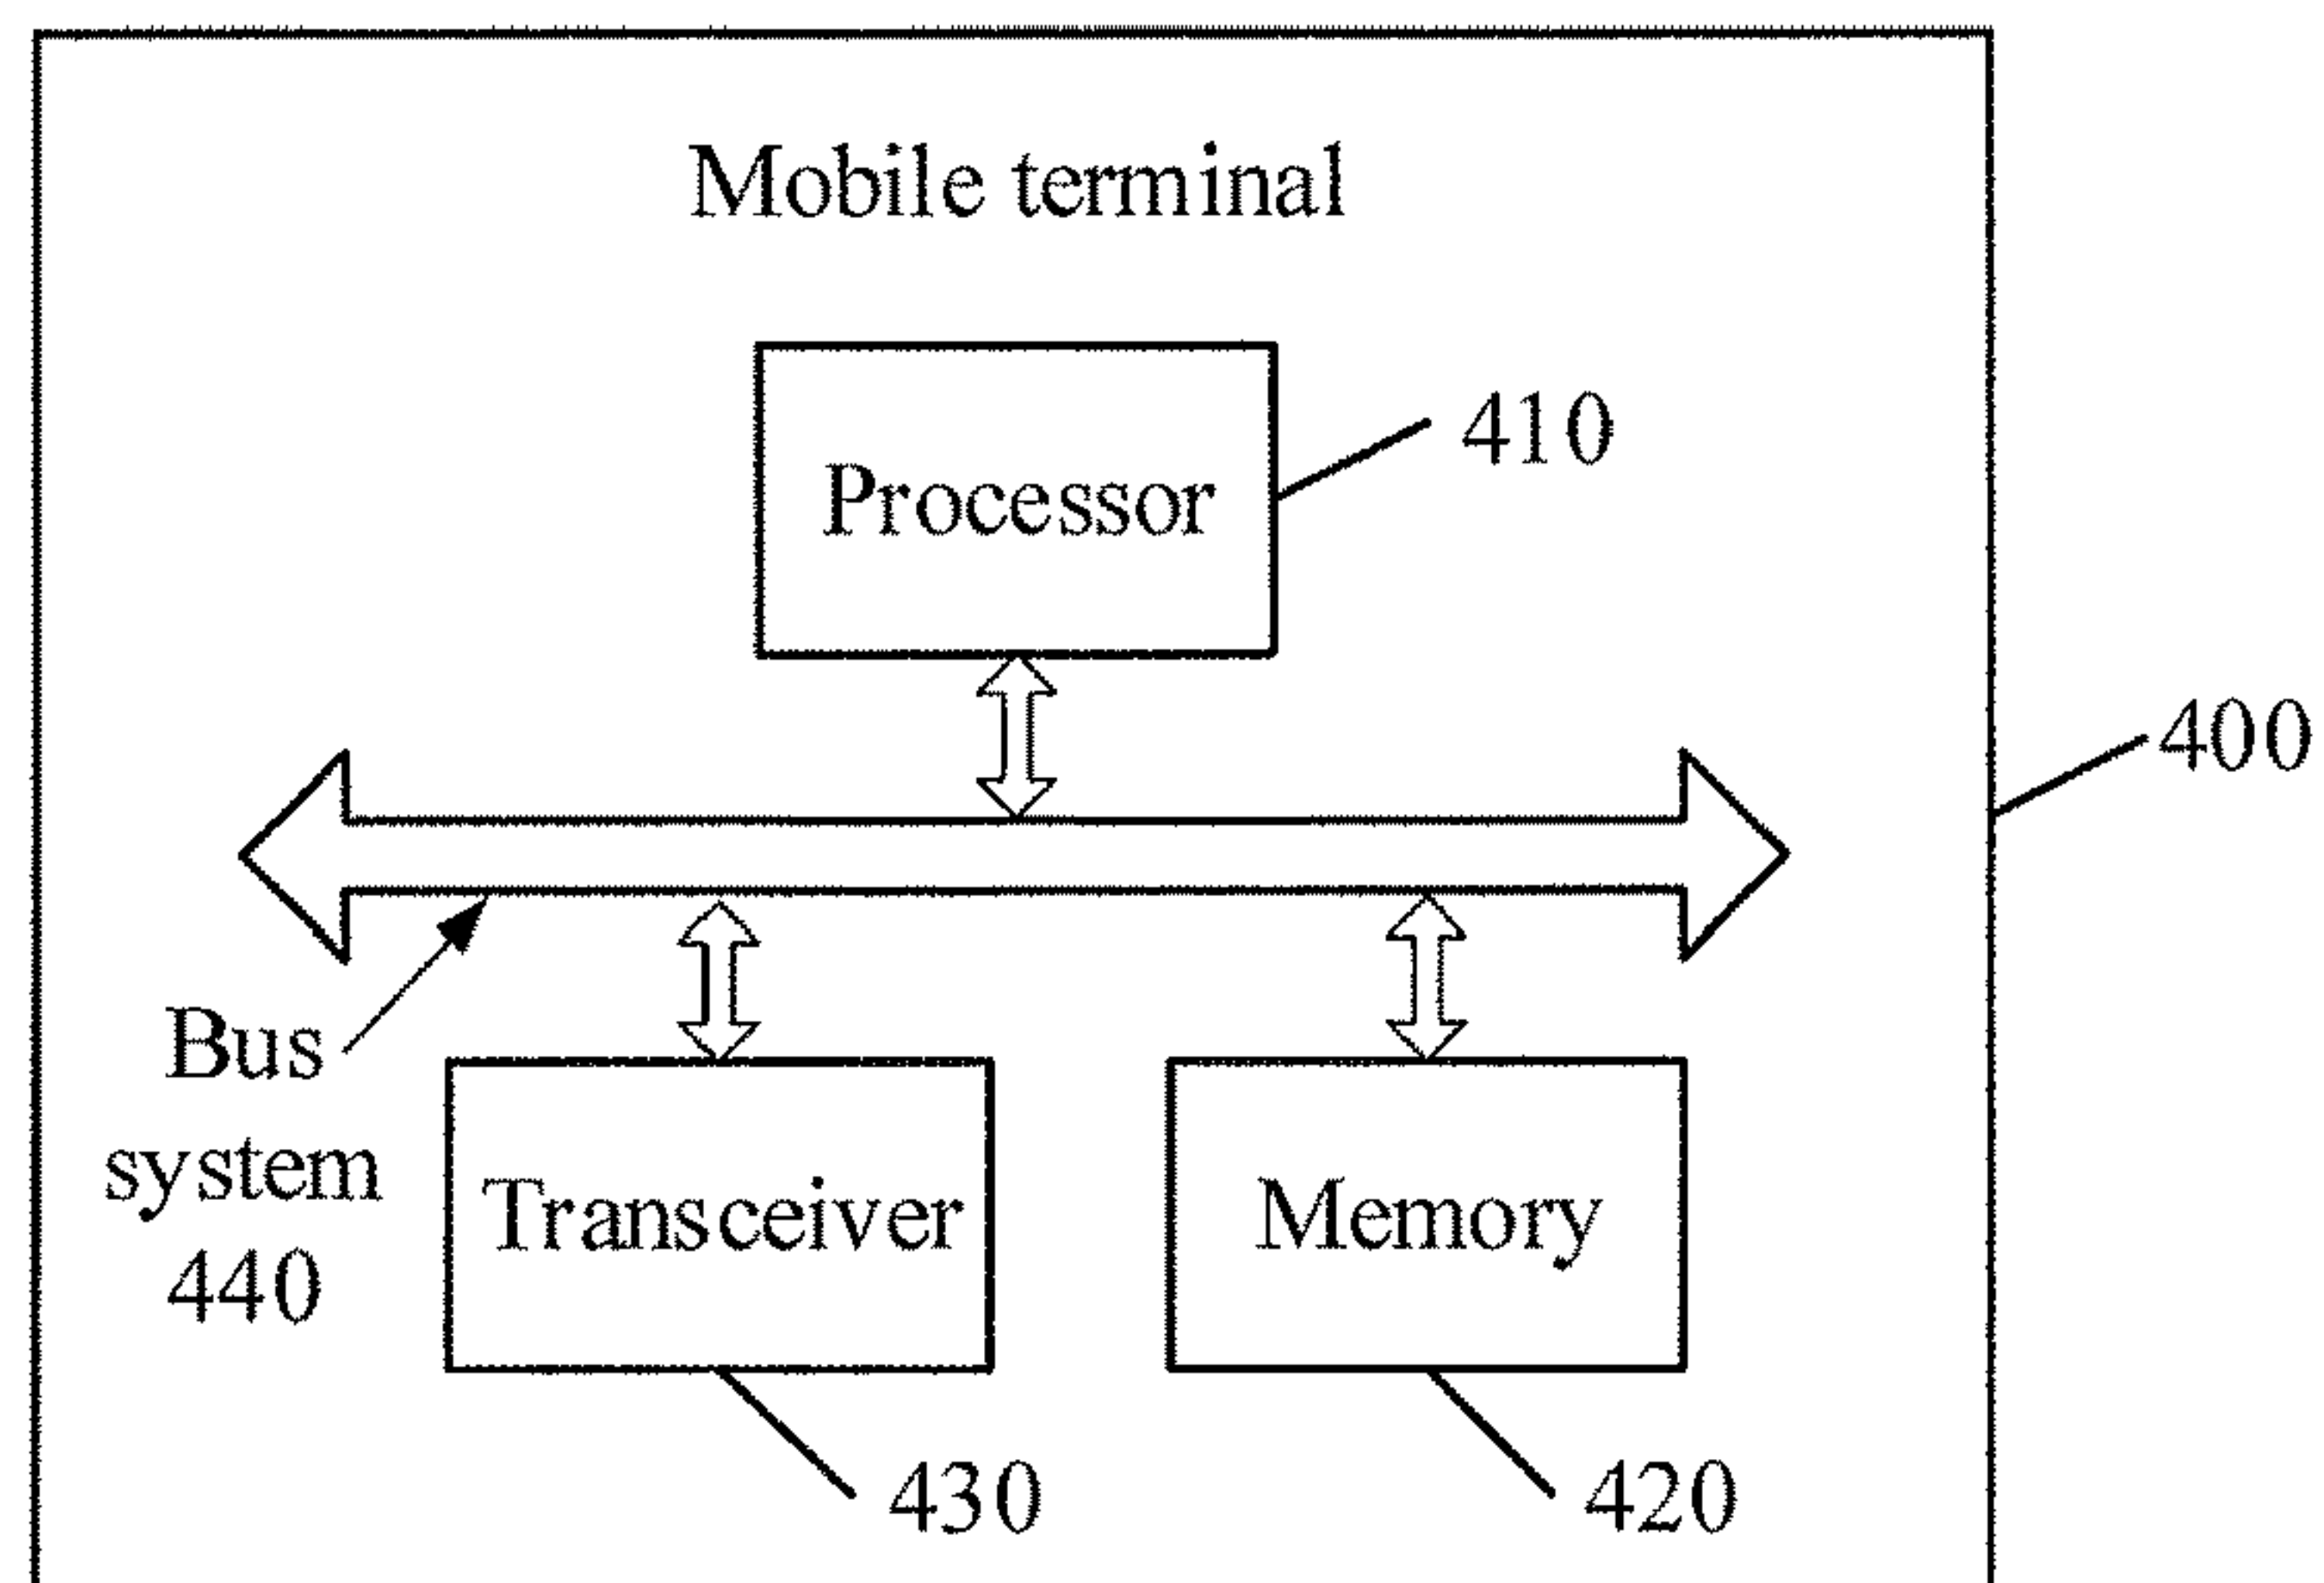 Mobile terminal
Processor
410
400
Bus
system
440
Transceiver
Memory
430
420